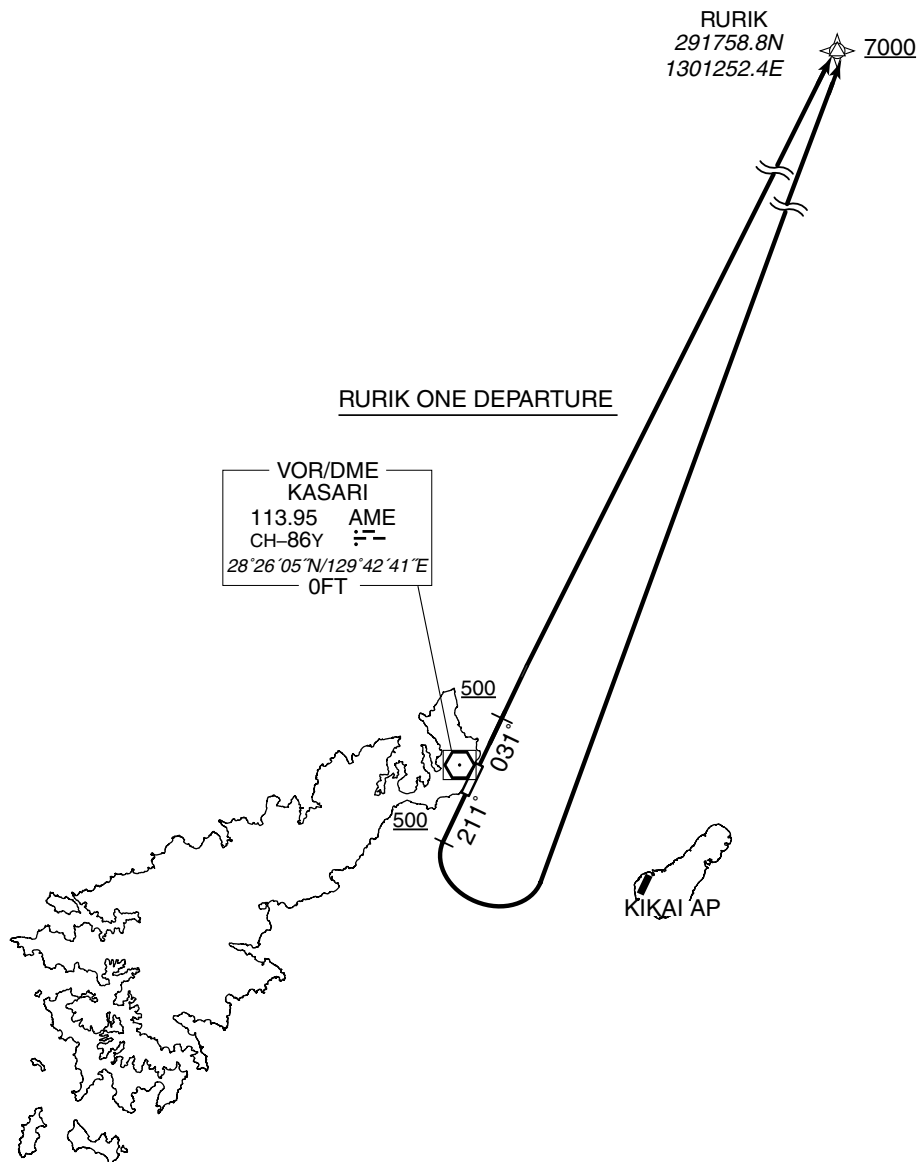 RURIK
291758.8N
1301252.4E
7000
RURIK ONE DEPARTURE
VOR/DME
KASARI
113.95 AME
CH–86Y
28°26´05˝N/129°42´41˝E
0FT
500
031°
500
211°
KIKAI AP